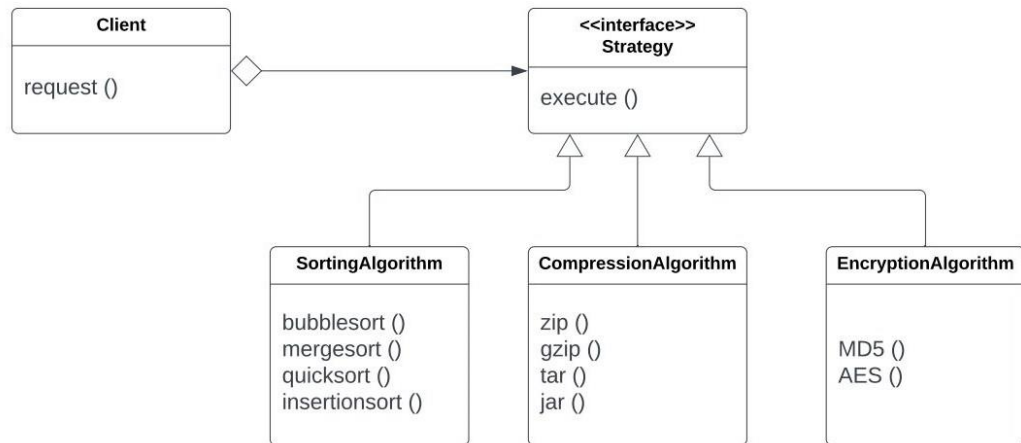 Client
request ()
<<interface>>
Strategy
execute ()
SortingAlgorithm
bubblesort ()
mergesort ()
quicksort ()
insertionsort ()
CompressionAlgorithm
zip ()
gzip ()
tar ()
jar ()
EncryptionAlgorithm
MD5 ()
AES ()